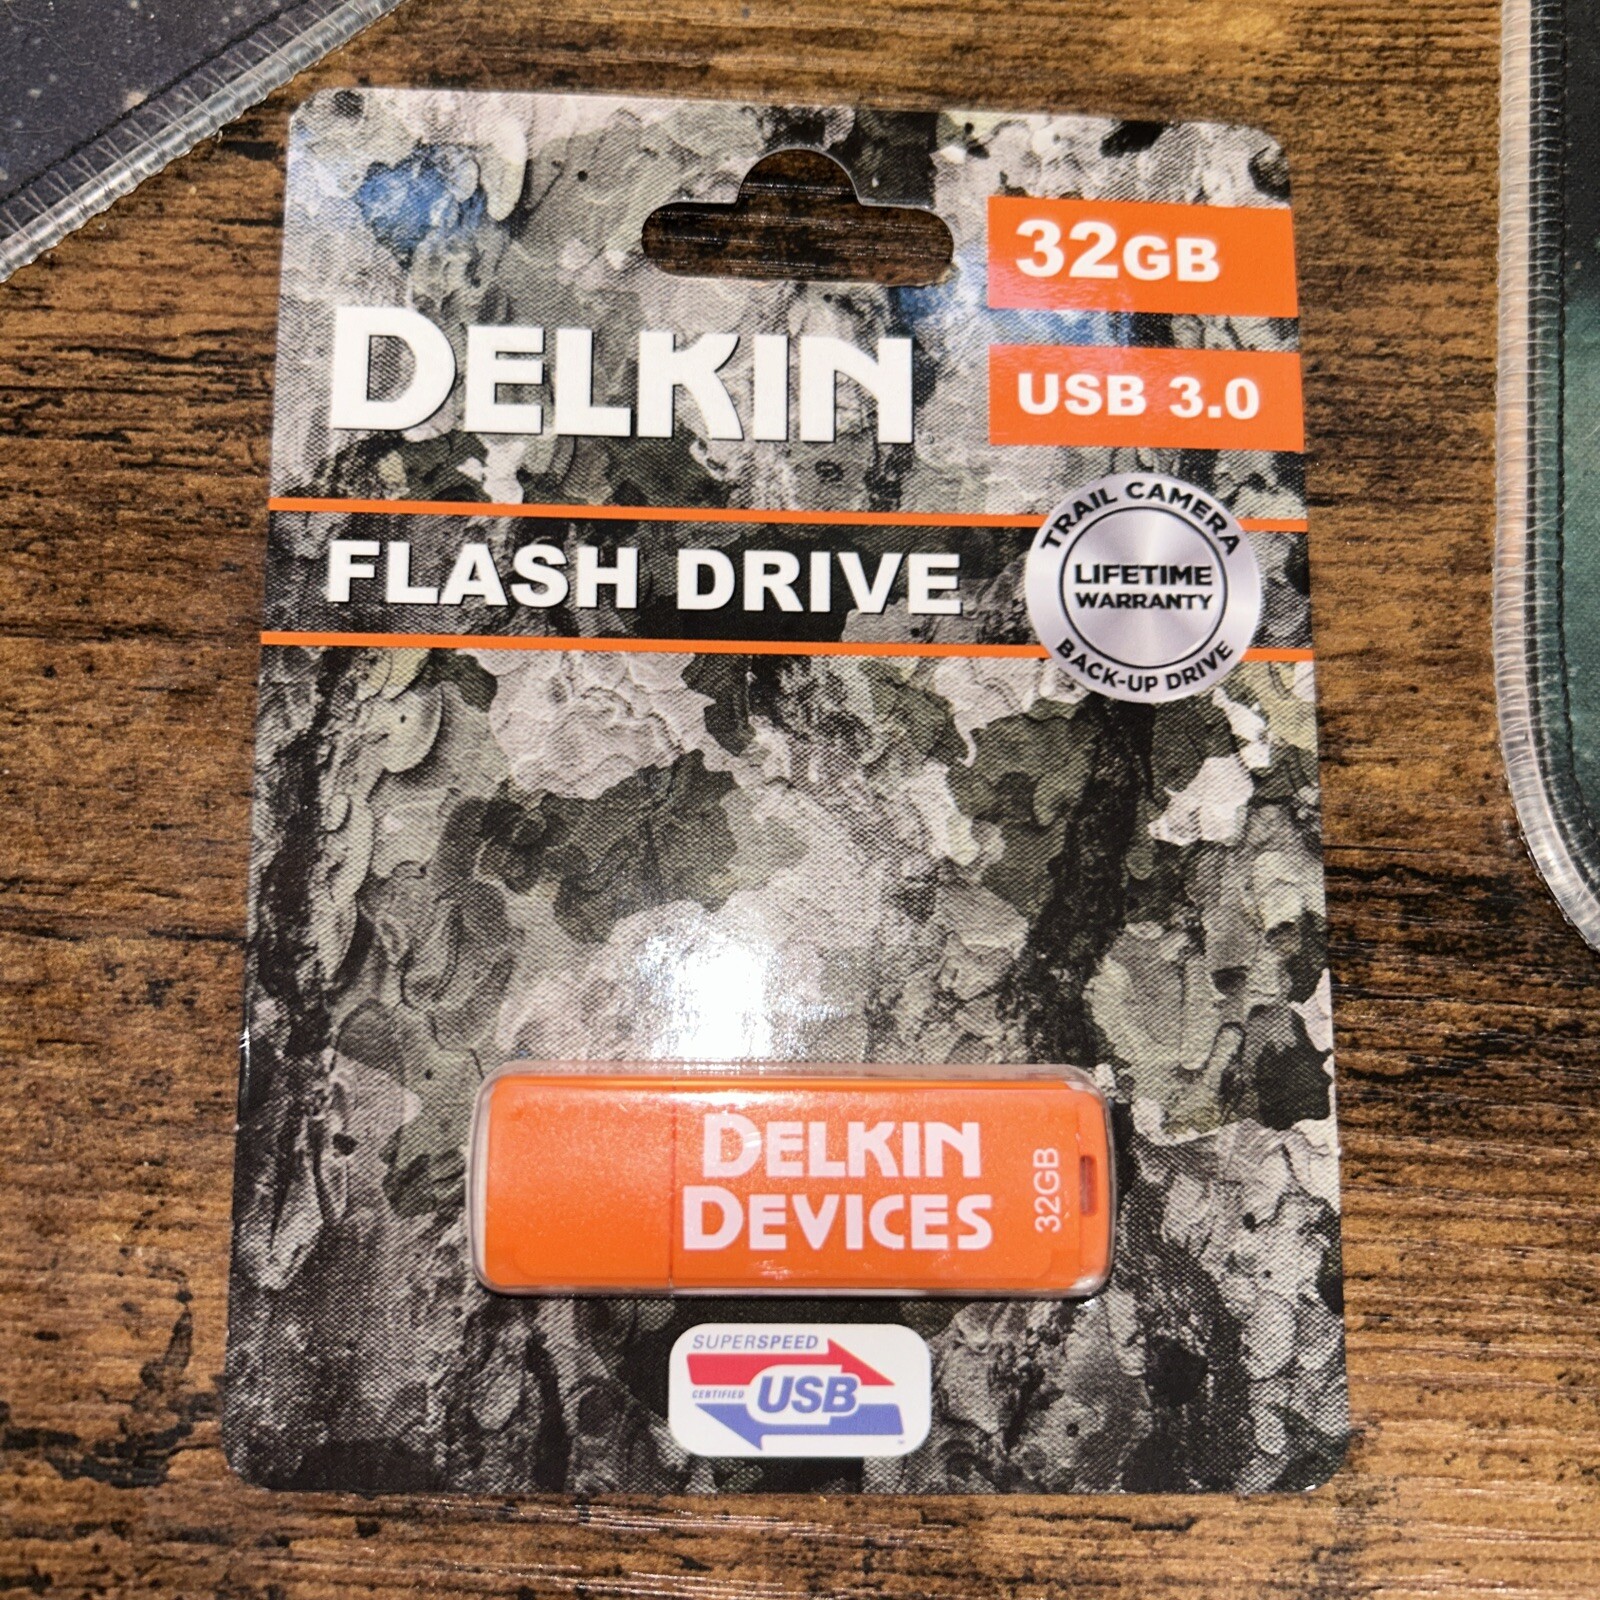 32GB
DELKIN
USB 3.0
TRAIL CAMERA
FLASH DRIVE
LIFETIME
WARRANTY
BACK-UP DRIVE
DELKIN
DEVICES
32GB
SUPERSPEED
CERTIFIED
USB